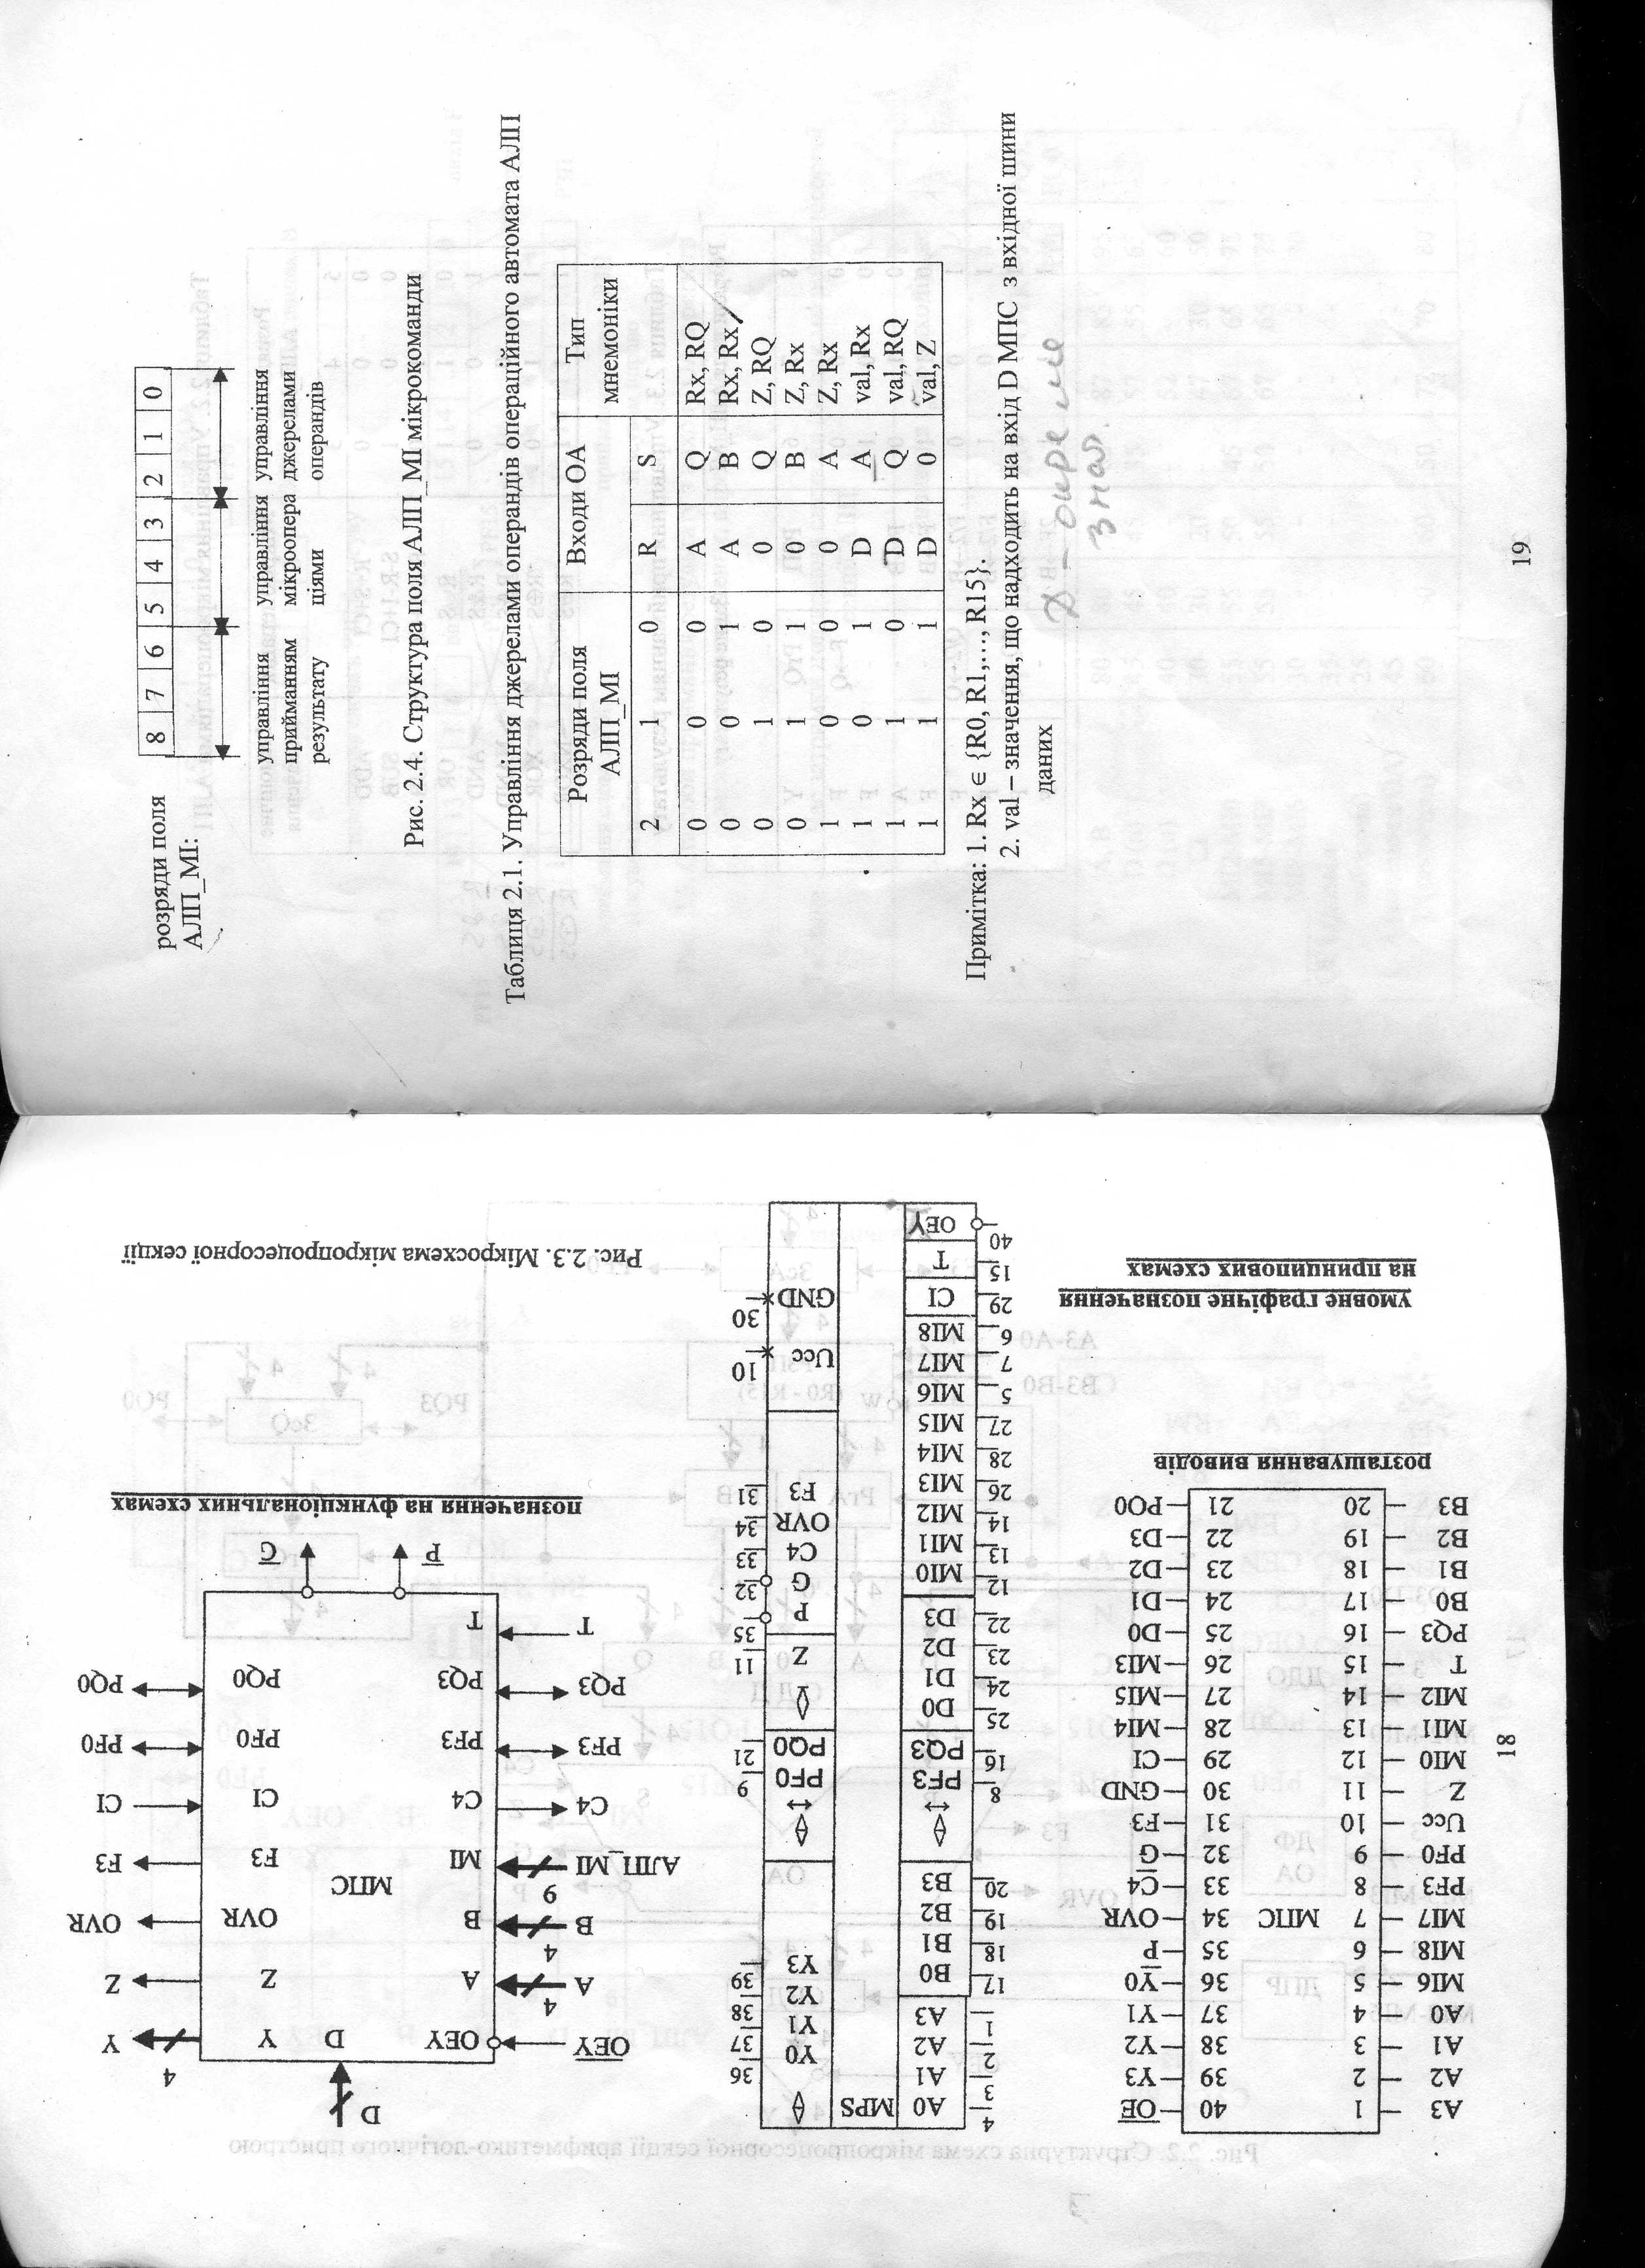 Рис. 2.3. Мікросхема мікропроцесорної секції
позначення на функціональних схемах
D
4
OEY OEY D Y Y 4
A 4 A Z Z
B 4 B МПС OVR OVR
АЛП_МІ 9 MI F3 F3
C4 C4 CI CI
PF3 PF3 PF0 PF0
PQ3 PQ3 PQ0 PQ0
T T
P G
умовне графічне позначення
на принципових схемах
4 A0 MPS
3 A1
2 A2 Y0 36
1 A3 Y1 37
Y2 38
17 B0 Y3 39
18 B1
19 B2
20 B3
8 PF3 PF0 9
16 PQ3 PQ0 21
25 D0
24 D1 Z 11
23 D2
22 D3 P 35
12 MI0 G 32
13 MI1 C4 33
14 MI2 OVR 34
26 MI3 F3 31
28 MI4
27 MI5
5 MI6
7 MI7 Ucc 10
6 MI8
29 CI GND 30
15 T
40 OEY
розташування виводів
A3 1 40 OE
A2 2 39 Y3
A1 3 38 Y2
A0 4 37 Y1
MI6 5 36 Y0
MI8 6 35 P
MI7 7 МПС 34 OVR
PF3 8 33 C4
PF0 9 32 G
Ucc 10 31 F3
Z 11 30 GND
MI0 12 29 CI
MI1 13 28 MI4
MI2 14 27 MI5
T 15 26 MI3
PQ3 16 25 D0
B0 17 24 D1
B1 18 23 D2
B2 19 22 D3
B3 20 21 PQ0
18
розряди поля
АЛП_МІ:
8 7 6 5 4 3 2 1 0
управління управління управління
прийманням мікроопера джерелами
результату ціями операндів
Рис. 2.4. Структура поля АЛП_МІ мікрокоманди
Таблиця 2.1. Управління джерелами операндів операційного автомата АЛП
Розряди поля Входи ОА Тип
АЛП_МІ мнемоніки
2 1 0 R S
0 0 0 A Q Rx, RQ
0 0 1 A B Rx, Rx
0 1 0 0 Q Z, RQ
0 1 1 0 B Z, Rx
1 0 0 0 A Z, Rx
1 0 1 D A val, Rx
1 1 0 D Q val, RQ
1 1 1 D 0 val, Z
Примітка: 1. Rx ∈ {R0, R1,…, R15}.
2. val – значення, що надходить на вхід D МПС з вхідної шини
даних
19